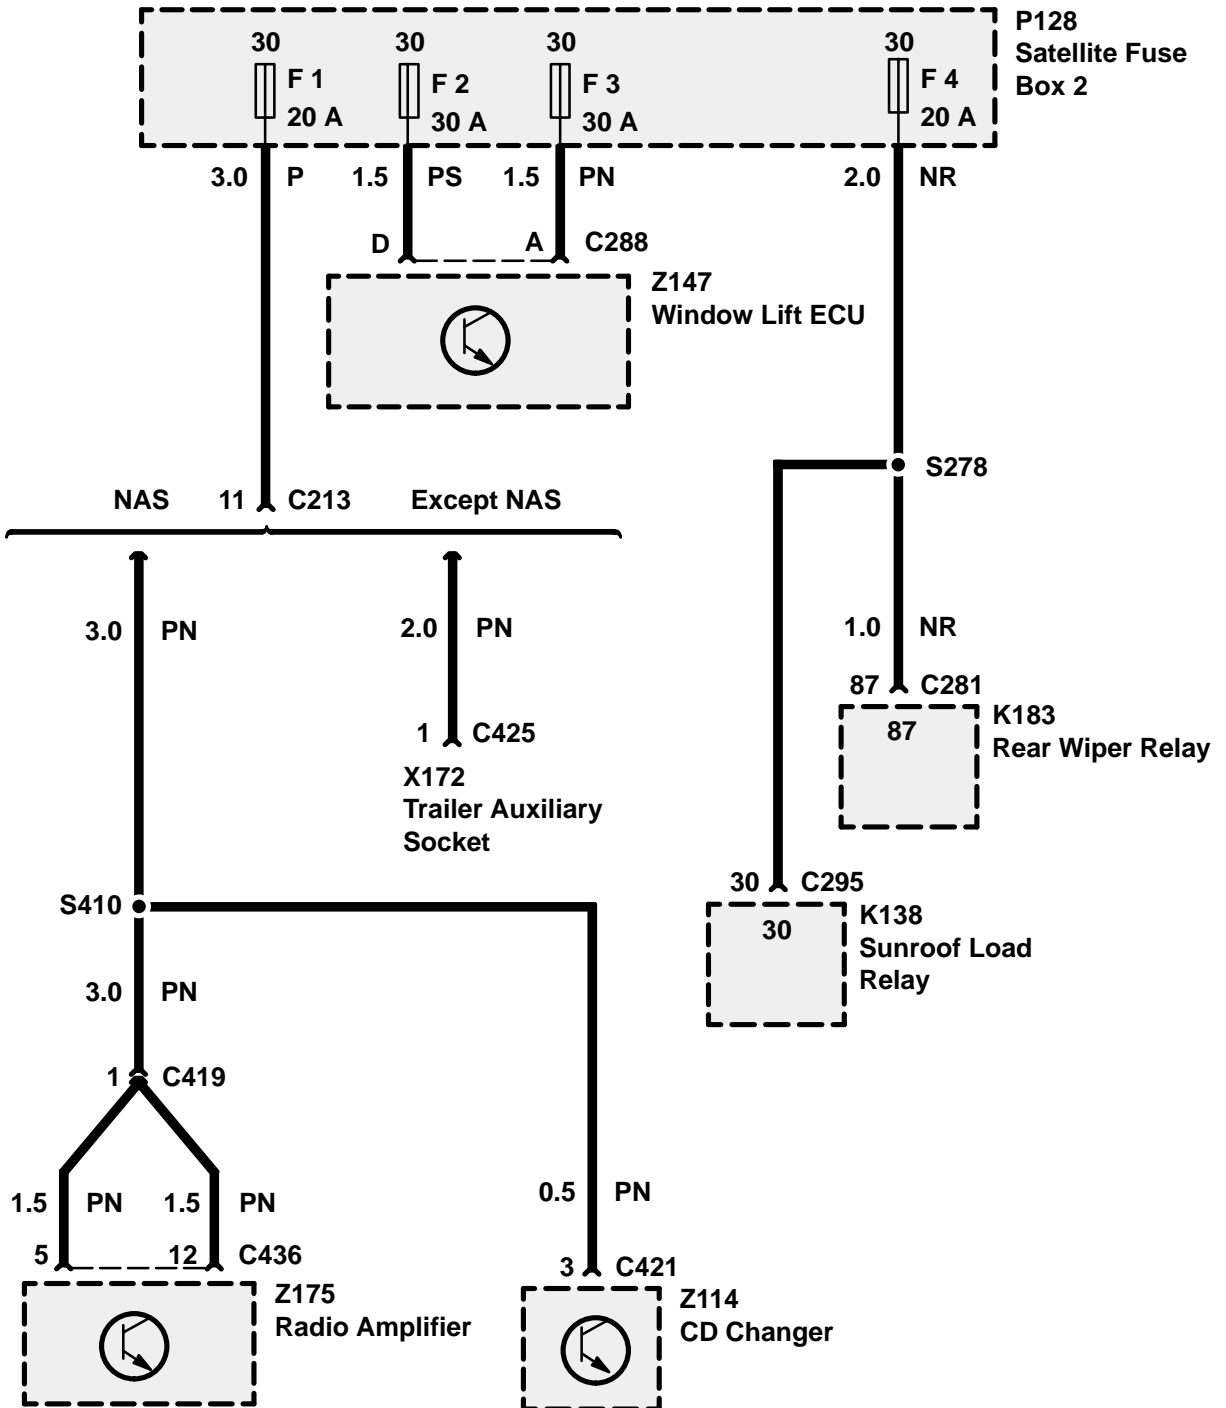 P128
Satellite Fuse
Box 2
30 30 30 30
F 1 F 2 F 3 F 4
20 A 30 A 30 A 20 A
3.0 P 1.5 PS 1.5 PN 2.0 NR
D A C288
Z147
Window Lift ECU
S278
NAS 11 C213 Except NAS
3.0 PN 2.0 PN 1.0 NR
87 C281
87
K183
Rear Wiper Relay
1 C425
X172
Trailer Auxiliary
Socket
30 C295
30
K138
Sunroof Load
Relay
S410
3.0 PN
1 C419
1.5 PN 1.5 PN 0.5 PN
5 12 C436
Z175
Radio Amplifier
3 C421
Z114
CD Changer